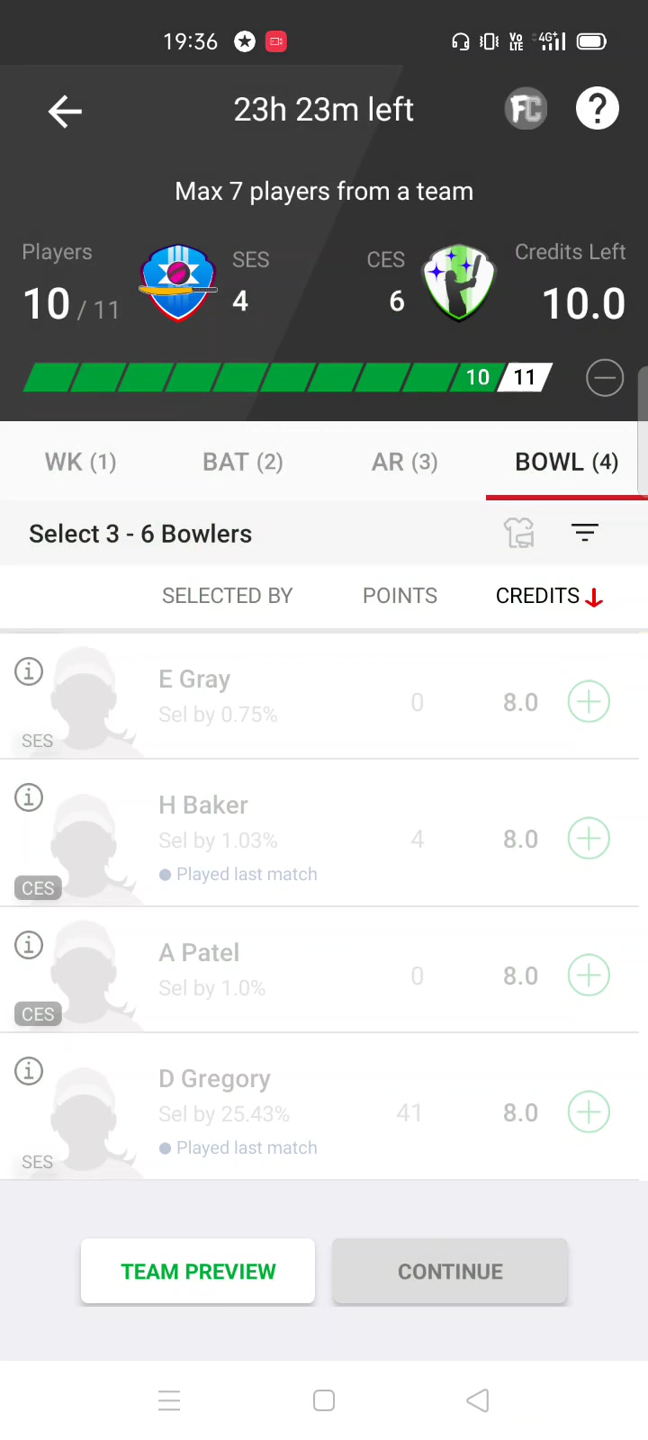 19:36
Vo LTE 4G+
23h 23m left
FC ?
Max 7 players from a team
Players
10 / 11
SES
4
CES
6
Credits Left
10.0
10 11
WK (1) BAT (2) AR (3) BOWL (4)
Select 3 - 6 Bowlers
SELECTED BY POINTS CREDITS
E Gray
Sel by 0.75% 0 8.0
SES
H Baker
Sel by 1.03% 4 8.0
Played last match
CES
A Patel
Sel by 1.0% 0 8.0
CES
D Gregory
Sel by 25.43% 41 8.0
Played last match
SES
TEAM PREVIEW CONTINUE